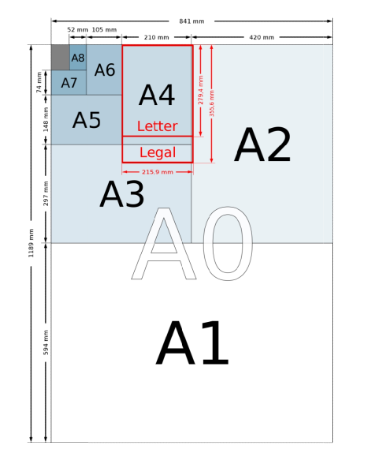 841 mm
52 mm 105 mm 210 mm 420 mm
A8
A7
A6
A5
A4
Letter
Legal
A3
A2
A0
A1
74 mm
148 mm
297 mm
594 mm
1189 mm
279.4 mm
355.6 mm
215.9 mm